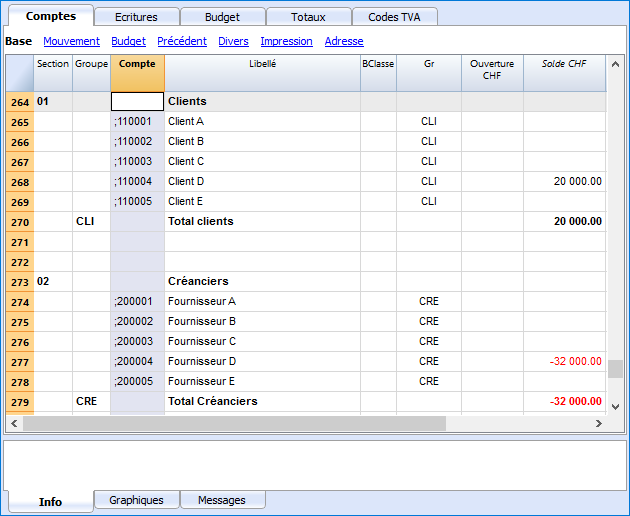 Comptes Ecritures Budget Totaux Codes TVA
Base Mouvement Budget Précédent Divers Impression Adresse
Section Groupe Compte Libellé BClasse Gr Ouverture CHF Solde CHF
264 01 Clients
265 ;110001 Client A CLI
266 ;110002 Client B CLI
267 ;110003 Client C CLI
268 ;110004 Client D CLI 20 000.00
269 ;110005 Client E CLI
270 CLI Total clients 20 000.00
271
272
273 02 Créanciers
274 ;200001 Fournisseur A CRE
275 ;200002 Fournisseur B CRE
276 ;200003 Fournisseur C CRE
277 ;200004 Fournisseur D CRE -32 000.00
278 ;200005 Fournisseur E CRE
279 CRE Total Créanciers -32 000.00
Info Graphiques Messages